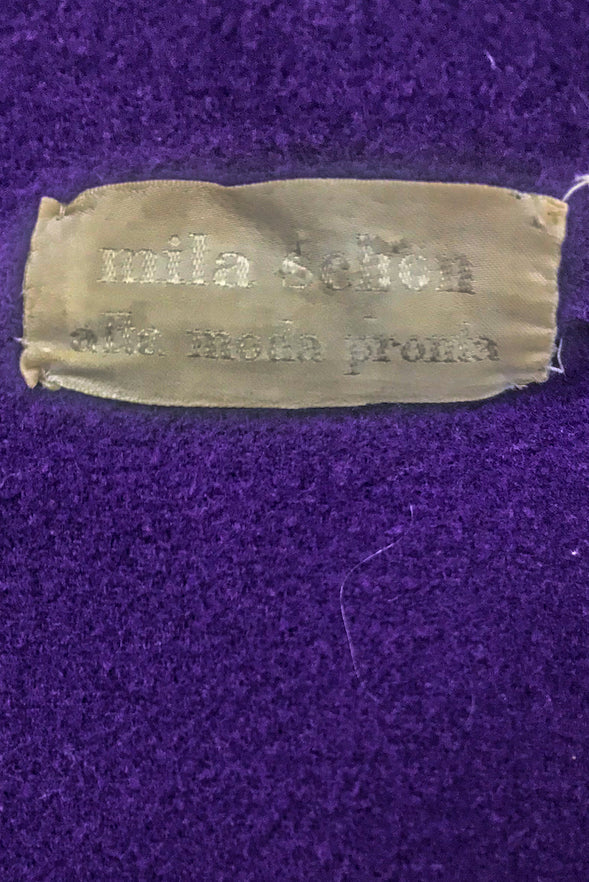 mila schön
alta moda pronta